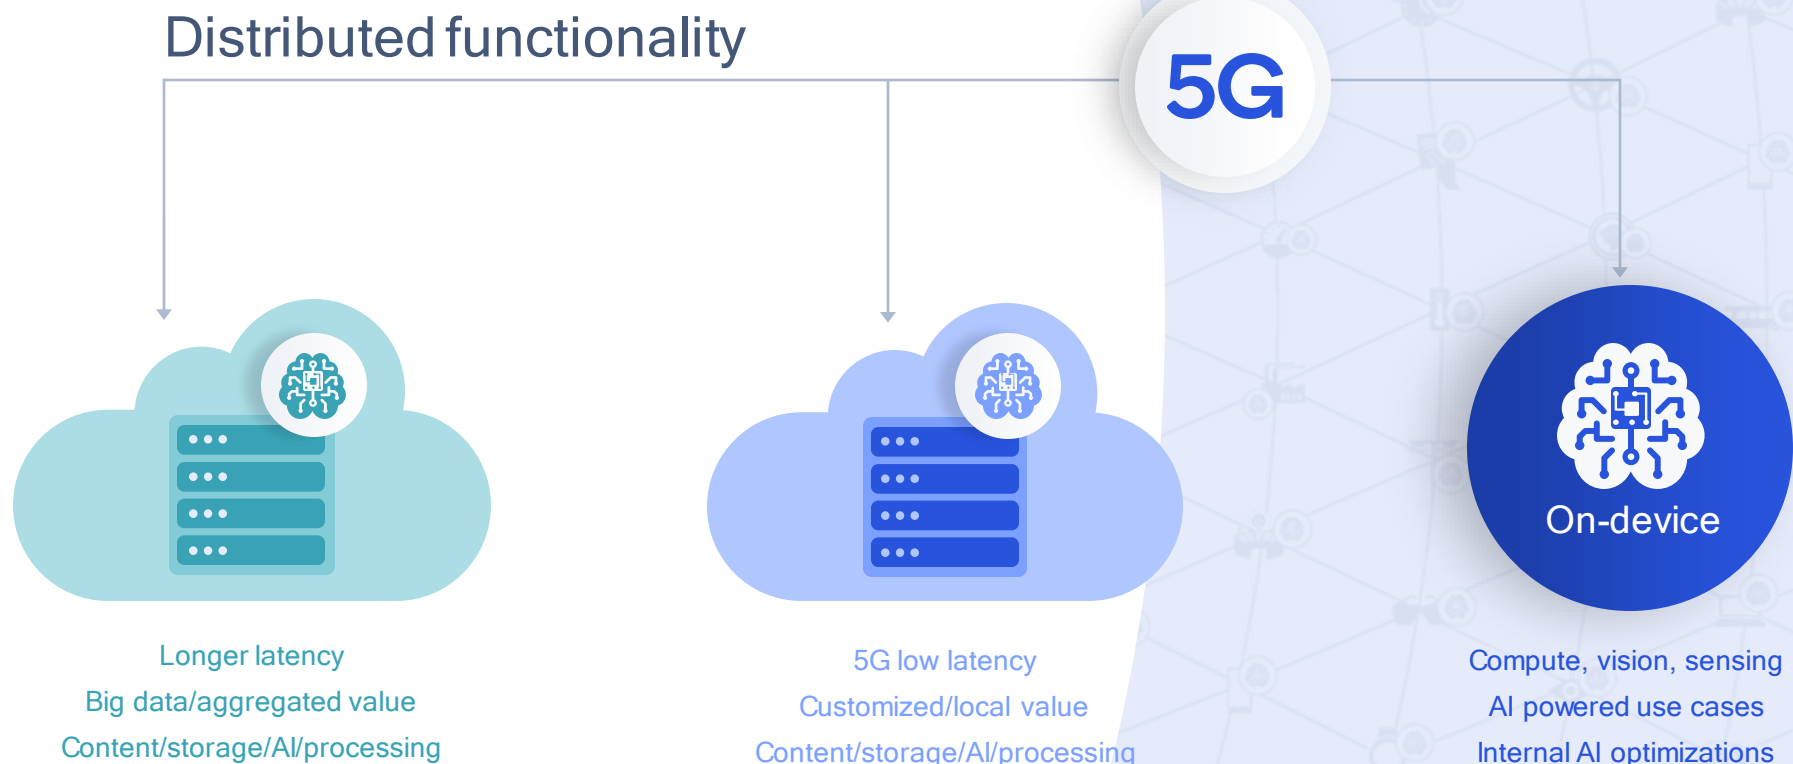 Distributed functionality
5G
On-device
Longer latency
Big data/aggregated value
Content/storage/AI/processing
5G low latency
Customized/local value
Content/storage/AI/processing
Compute, vision, sensing
AI powered use cases
Internal AI optimizations